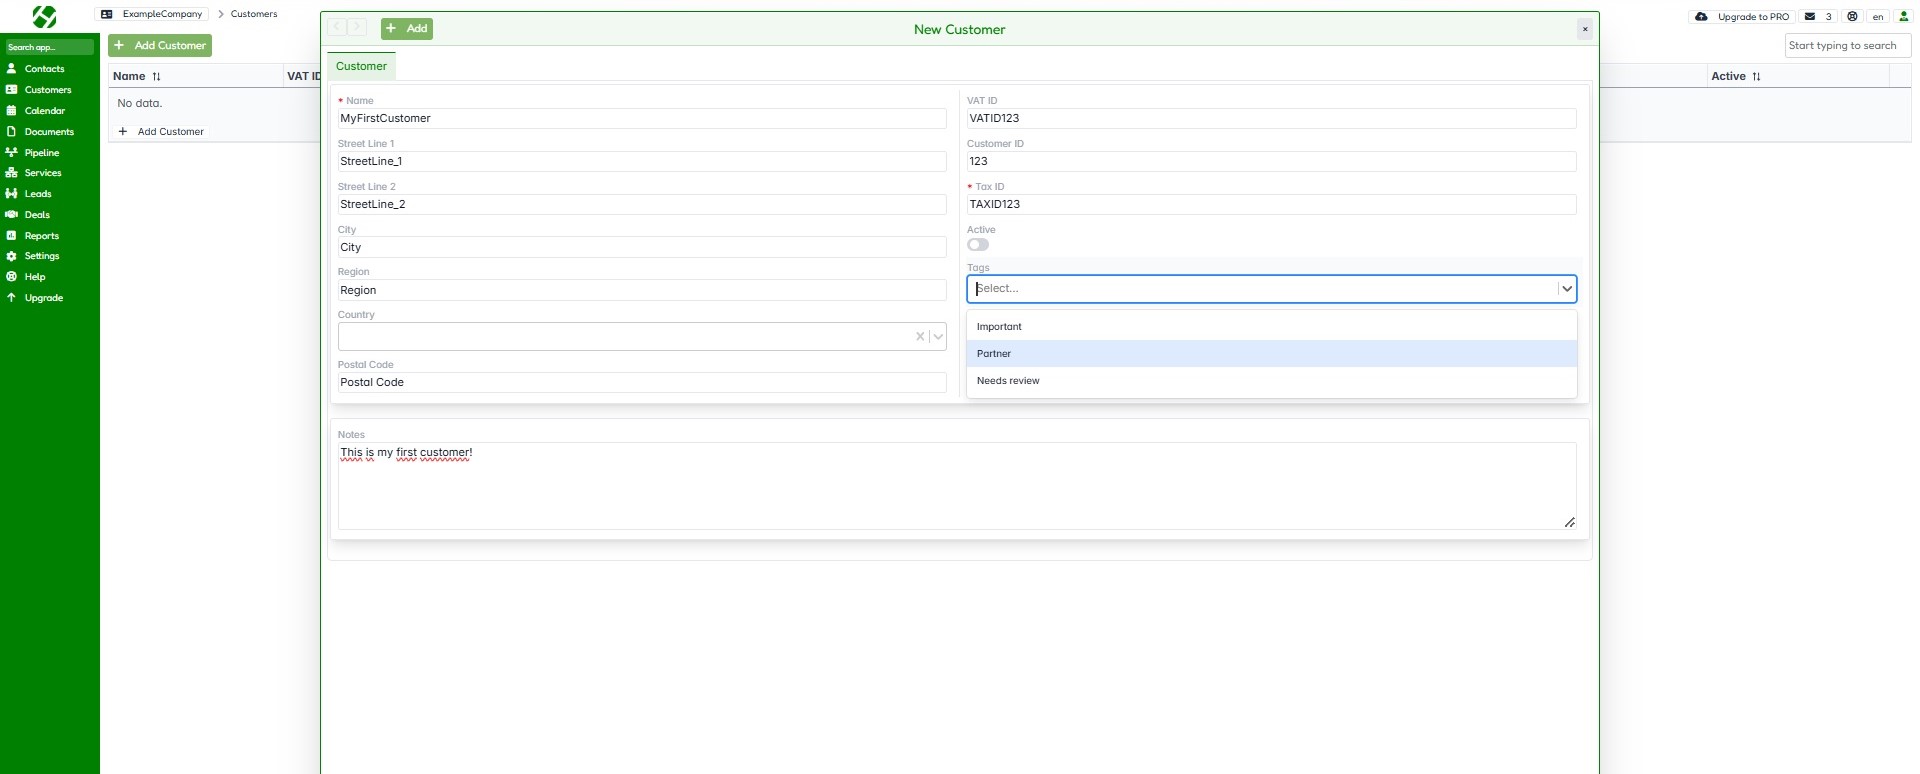 ExampleCompany > Customers
Upgrade to PRO 3 en
Search app...
Contacts
Customers
Calendar
Documents
Pipeline
Services
Leads
Deals
Reports
Settings
Help
Upgrade
+ Add Customer
Start typing to search
Name VAT ID Active
No data.
+ Add Customer
+ Add
New Customer
×
Customer
* Name
MyFirstCustomer
Street Line 1
StreetLine_1
Street Line 2
StreetLine_2
City
City
Region
Region
Country
Postal Code
Postal Code
VAT ID
VATID123
Customer ID
123
* Tax ID
TAXID123
Active
Tags
Select...
Important
Partner
Needs review
Notes
This is my first customer!